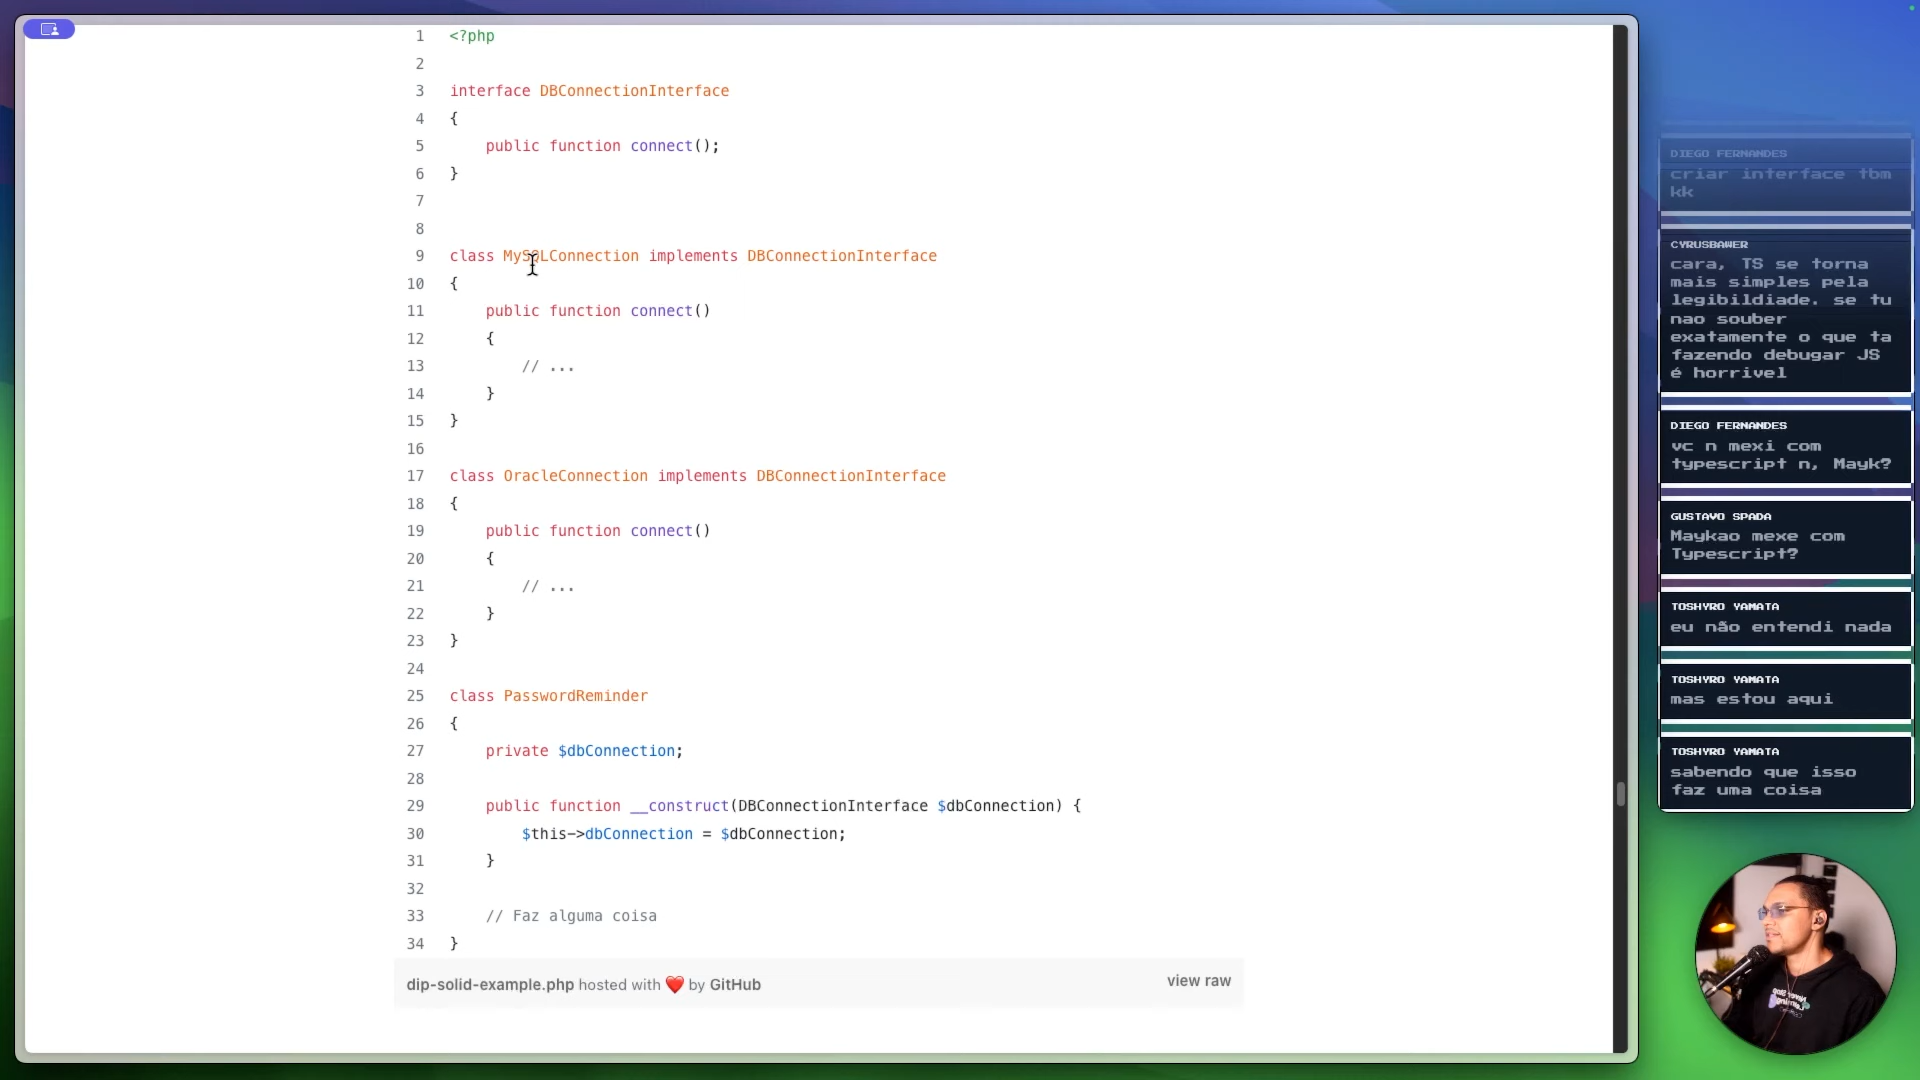 1 <?php
2
3 interface DBConnectionInterface
4 {
5     public function connect();
6 }
7
8
9 class MySQLConnection implements DBConnectionInterface
10 {
11     public function connect()
12     {
13         // ...
14     }
15 }
16
17 class OracleConnection implements DBConnectionInterface
18 {
19     public function connect()
20     {
21         // ...
22     }
23 }
24
25 class PasswordReminder
26 {
27     private $dbConnection;
28
29     public function __construct(DBConnectionInterface $dbConnection) {
30         $this->dbConnection = $dbConnection;
31     }
32
33     // Faz alguma coisa
34 }
dip-solid-example.php hosted with ❤️ by GitHub
view raw
DIEGO FERNANDES
criar interface tbm
kk
CYRUSBAWER
cara, TS se torna
mais simples pela
legibildiade. se tu
nao souber
exatamente o que ta
fazendo debugar JS
é horrivel
DIEGO FERNANDES
vc n mexi com
typescript n, Mayk?
GUSTAVO SPADA
Maykao mexe com
Typescript?
TOSHYRO YAMATA
eu não entendi nada
TOSHYRO YAMATA
mas estou aqui
TOSHYRO YAMATA
sabendo que isso
faz uma coisa